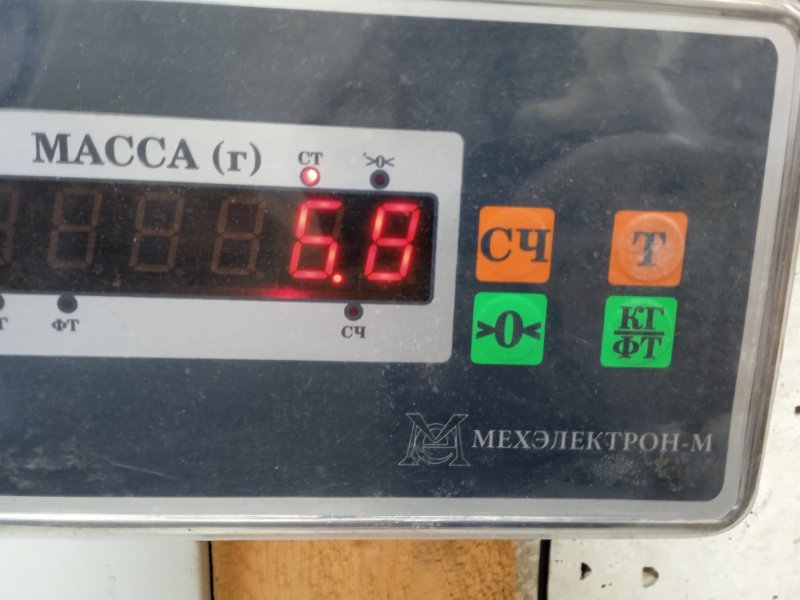 МАССА (г)
СТ >0<
6.8
ФТ СЧ
СЧ Т
>0< КГ
ФТ
МЕХЭЛЕКТРОН-М